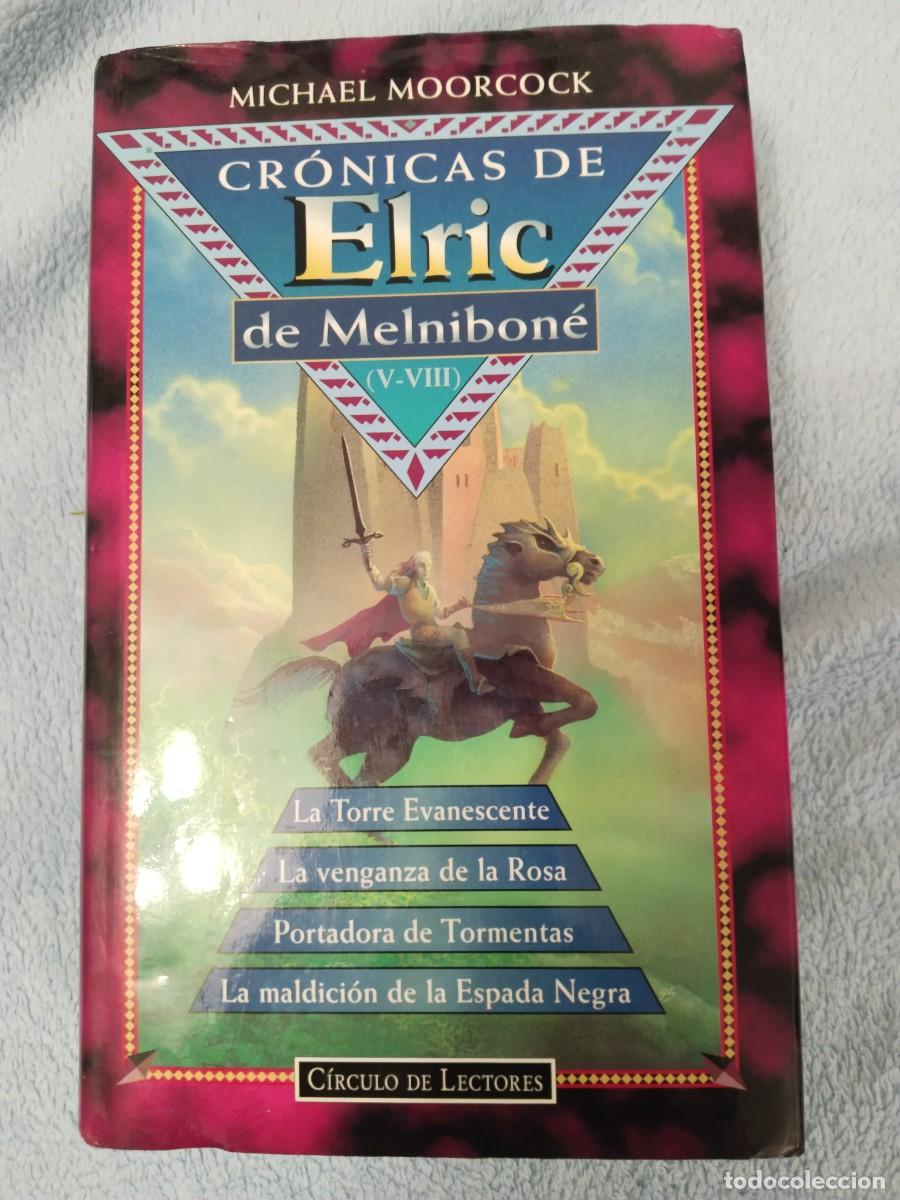 MICHAEL MOORCOCK
CRÓNICAS DE
Elric
de Melniboné
(V-VIII)
La Torre Evanescente
La venganza de la Rosa
Portadora de Tormentas
La maldición de la Espada Negra
CÍRCULO DE LECTORES
todocoleccion